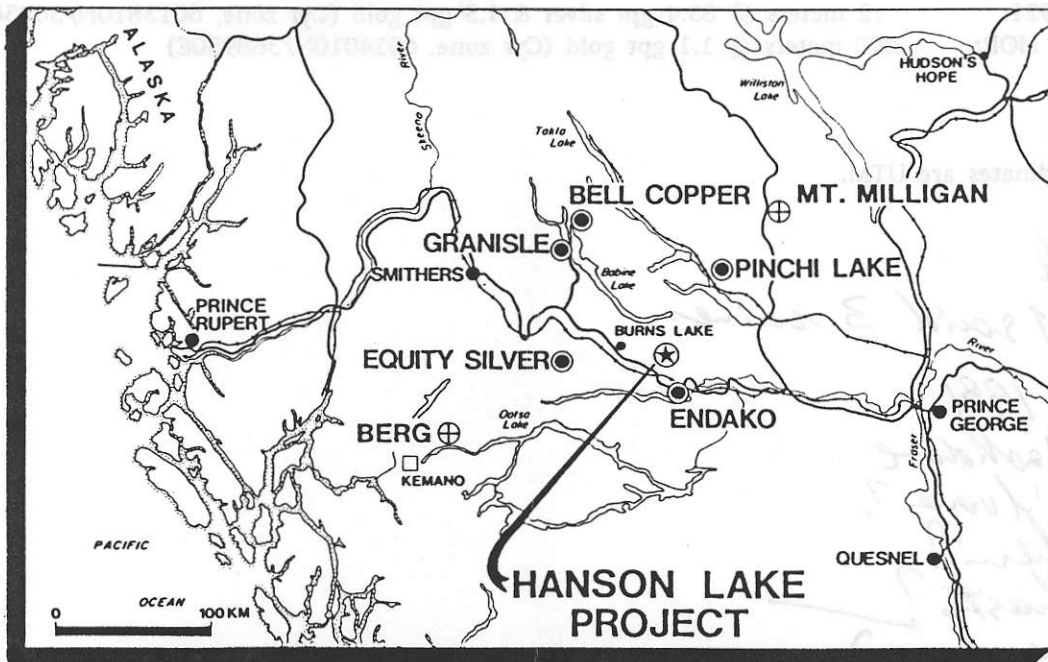 ALASKA
HUDSON'S
HOPE
Williston
Lake
Skeena
River
Takla
Lake
BELL COPPER
MT. MILLIGAN
GRANISLE
SMITHERS
PINCHI LAKE
Babine
Lake
PRINCE
RUPERT
BURNS LAKE
River
EQUITY SILVER
ENDAKO
PRINCE
GEORGE
Ootsa
Lake
BERG
KEMANO
Fraser
PACIFIC
OCEAN
QUESNEL
HANSON LAKE
PROJECT
0 100 KM